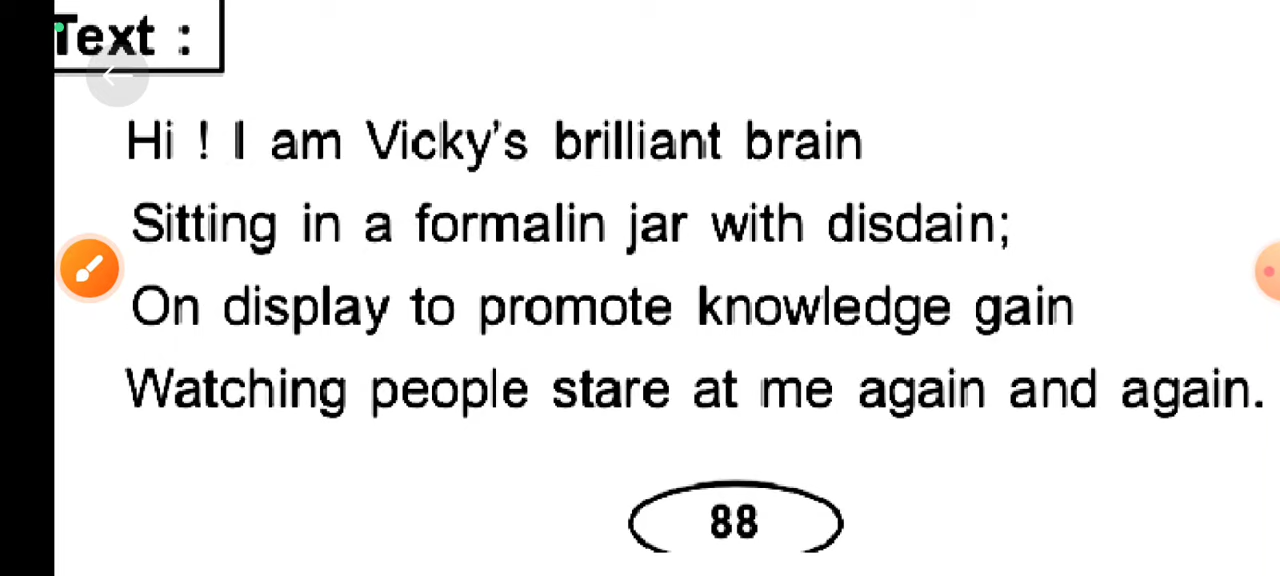 Text :
Hi ! I am Vicky's brilliant brain
Sitting in a formalin jar with disdain;
On display to promote knowledge gain
Watching people stare at me again and again.
88